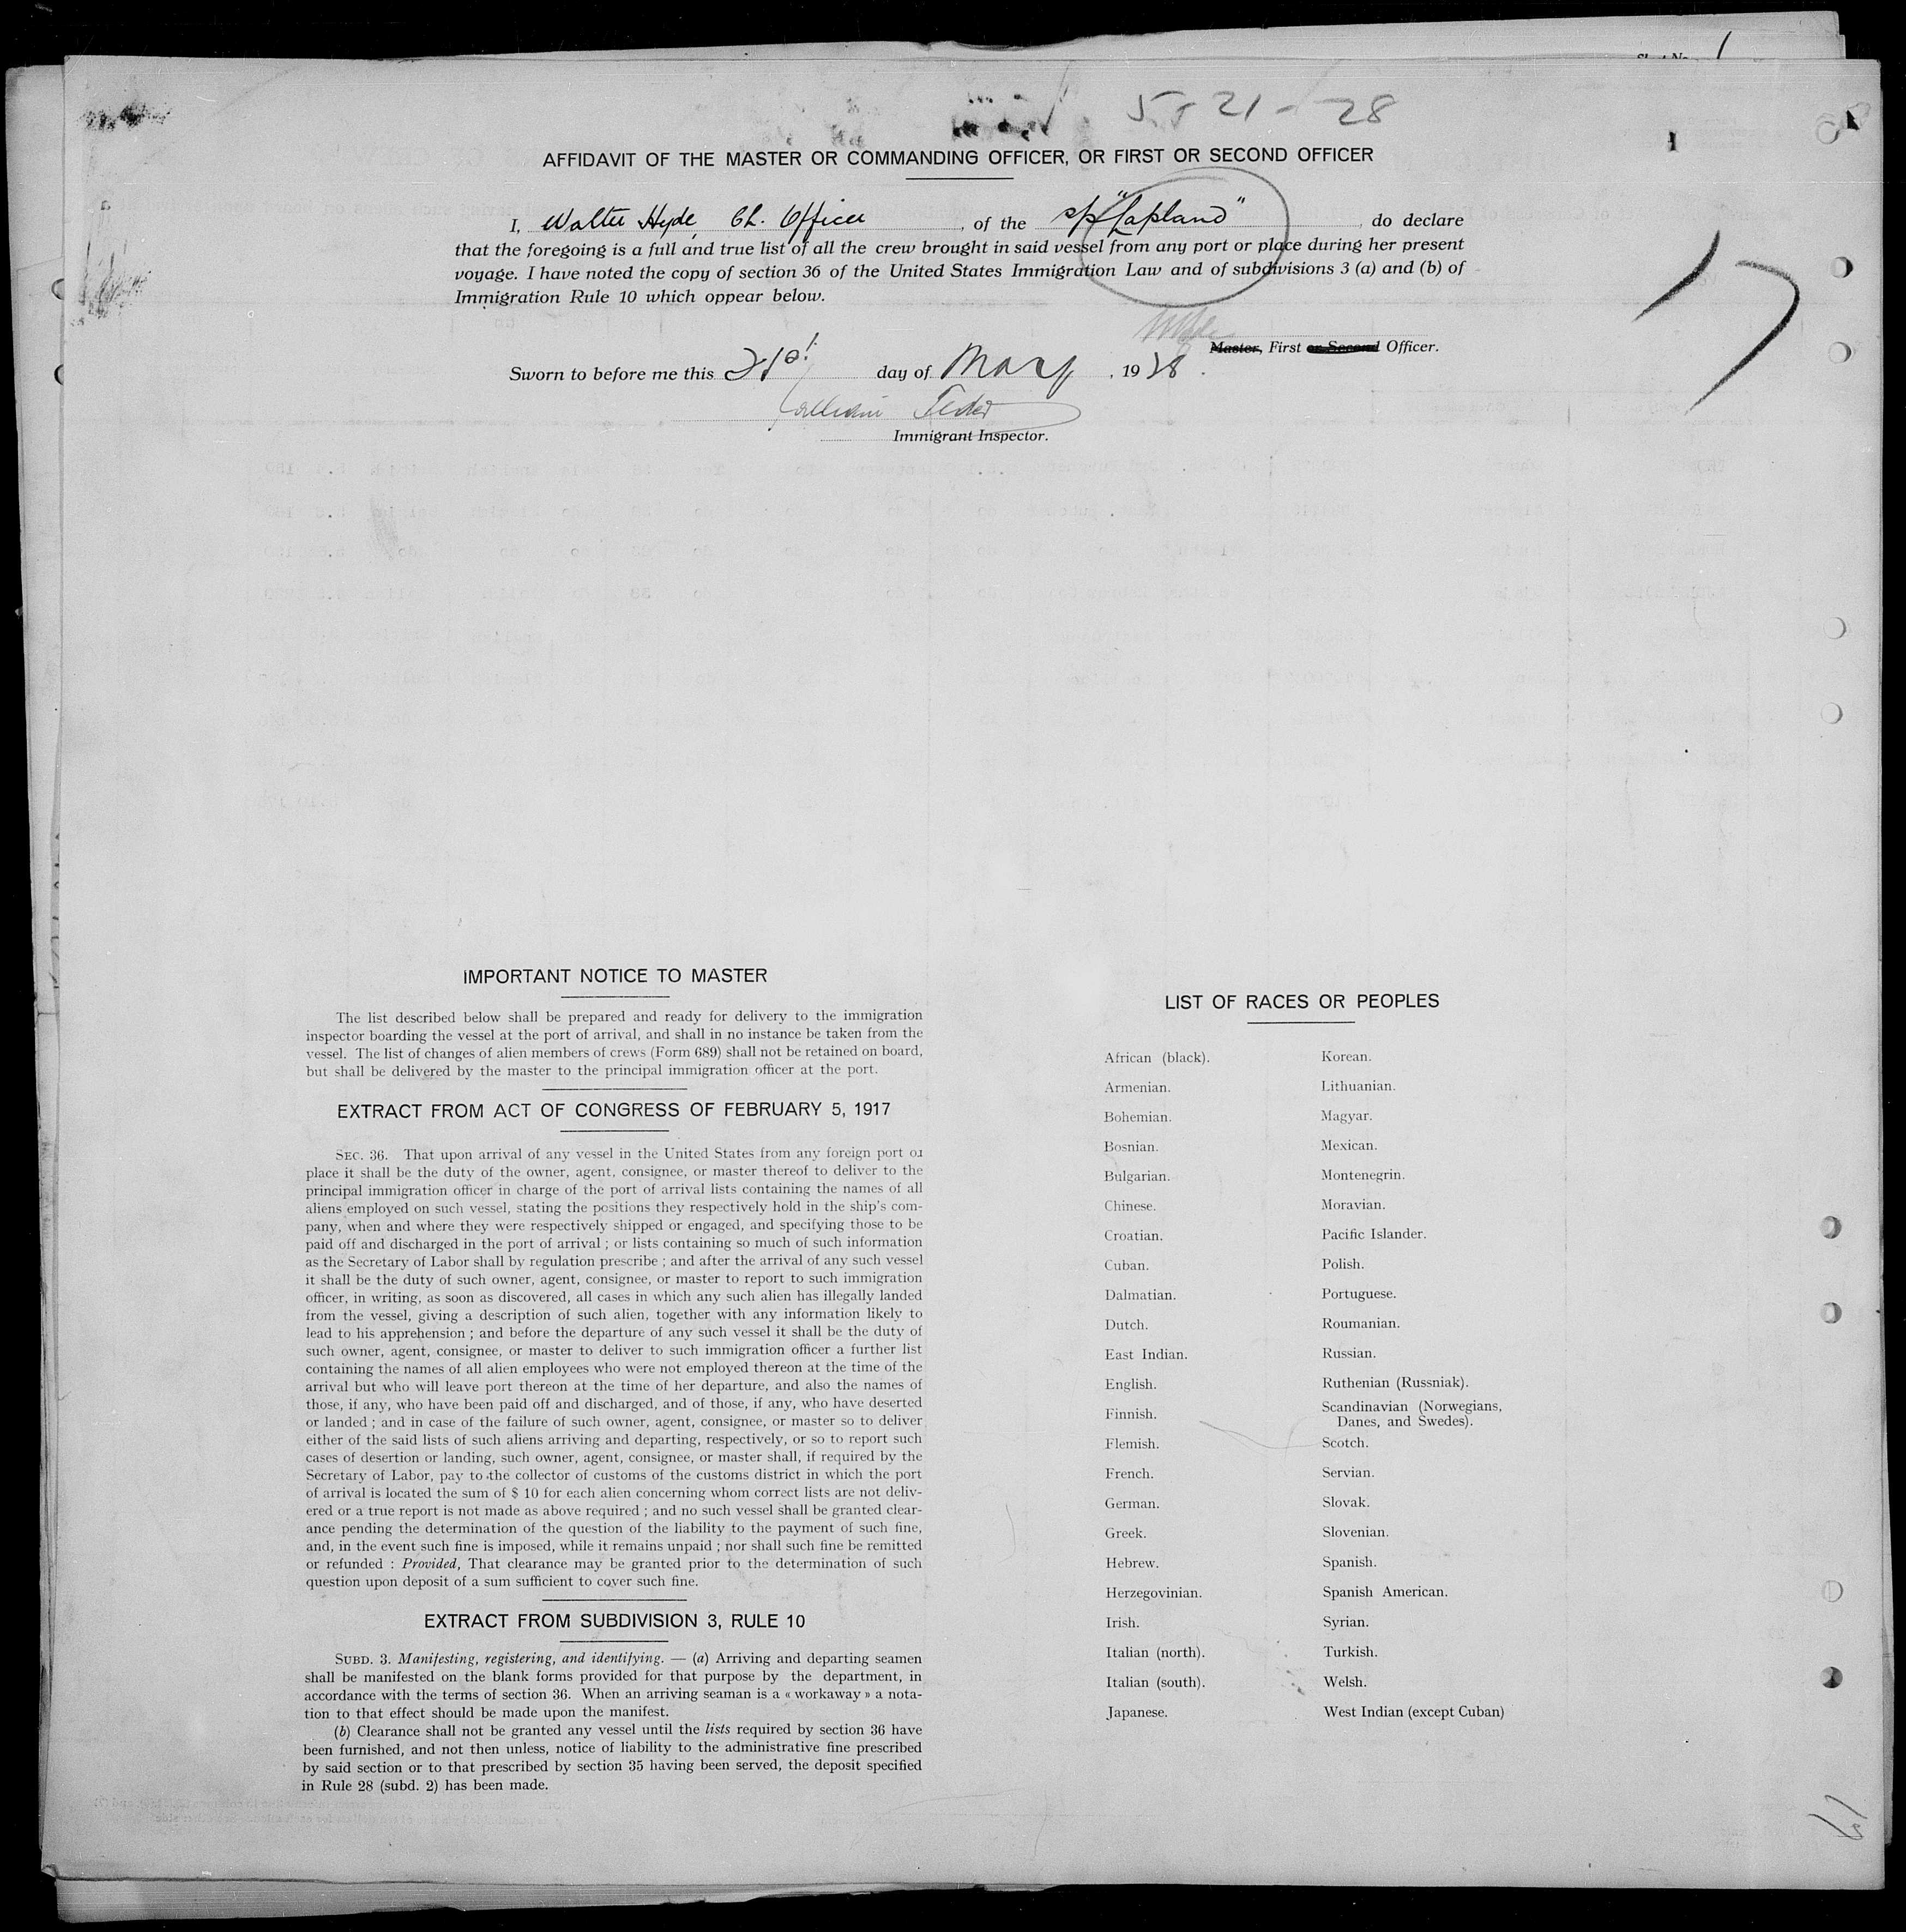 5-21-28
AFFIDAVIT OF THE MASTER OR COMMANDING OFFICER, OR FIRST OR SECOND OFFICER
I, Walter Hyde, Ch. Officer, of the s/s "Lapland", do declare
that the foregoing is a full and true list of all the crew brought in said vessel from any port or place during her present
voyage. I have noted the copy of section 36 of the United States Immigration Law and of subdivisions 3 (a) and (b) of
Immigration Rule 10 which oppear below.
Master, First or Second Officer.
Sworn to before me this 21st day of May, 1928.
Immigrant Inspector.
IMPORTANT NOTICE TO MASTER
The list described below shall be prepared and ready for delivery to the immigration
inspector boarding the vessel at the port of arrival, and shall in no instance be taken from the
vessel. The list of changes of alien members of crews (Form 689) shall not be retained on board,
but shall be delivered by the master to the principal immigration officer at the port.
EXTRACT FROM ACT OF CONGRESS OF FEBRUARY 5, 1917
SEC. 36. That upon arrival of any vessel in the United States from any foreign port or
place it shall be the duty of the owner, agent, consignee, or master thereof to deliver to the
principal immigration officer in charge of the port of arrival lists containing the names of all
aliens employed on such vessel, stating the positions they respectively hold in the ship's com-
pany, when and where they were respectively shipped or engaged, and specifying those to be
paid off and discharged in the port of arrival ; or lists containing so much of such information
as the Secretary of Labor shall by regulation prescribe ; and after the arrival of any such vessel
it shall be the duty of such owner, agent, consignee, or master to report to such immigration
officer, in writing, as soon as discovered, all cases in which any such alien has illegally landed
from the vessel, giving a description of such alien, together with any information likely to
lead to his apprehension ; and before the departure of any such vessel it shall be the duty of
such owner, agent, consignee, or master to deliver to such immigration officer a further list
containing the names of all alien employees who were not employed thereon at the time of the
arrival but who will leave port thereon at the time of her departure, and also the names of
those, if any, who have been paid off and discharged, and of those, if any, who have deserted
or landed ; and in case of the failure of such owner, agent, consignee, or master so to deliver
either of the said lists of such aliens arriving and departing, respectively, or so to report such
cases of desertion or landing, such owner, agent, consignee, or master shall, if required by the
Secretary of Labor, pay to the collector of customs of the customs district in which the port
of arrival is located the sum of $ 10 for each alien concerning whom correct lists are not deliv-
ered or a true report is not made as above required ; and no such vessel shall be granted clear-
ance pending the determination of the question of the liability to the payment of such fine,
and, in the event such fine is imposed, while it remains unpaid ; nor shall such fine be remitted
or refunded : Provided, That clearance may be granted prior to the determination of such
question upon deposit of a sum sufficient to cover such fine.
EXTRACT FROM SUBDIVISION 3, RULE 10
SUBD. 3. Manifesting, registering, and identifying. — (a) Arriving and departing seamen
shall be manifested on the blank forms provided for that purpose by the department, in
accordance with the terms of section 36. When an arriving seaman is a « workaway » a nota-
tion to that effect should be made upon the manifest.
(b) Clearance shall not be granted any vessel until the lists required by section 36 have
been furnished, and not then unless, notice of liability to the administrative fine prescribed
by said section or to that prescribed by section 35 having been served, the deposit specified
in Rule 28 (subd. 2) has been made.
LIST OF RACES OR PEOPLES
African (black).
Armenian.
Bohemian.
Bosnian.
Bulgarian.
Chinese.
Croatian.
Cuban.
Dalmatian.
Dutch.
East Indian.
English.
Finnish.
Flemish.
French.
German.
Greek.
Hebrew.
Herzegovinian.
Irish.
Italian (north).
Italian (south).
Japanese.
Korean.
Lithuanian.
Magyar.
Mexican.
Montenegrin.
Moravian.
Pacific Islander.
Polish.
Portuguese.
Roumanian.
Russian.
Ruthenian (Russniak).
Scandinavian (Norwegians,
Danes, and Swedes).
Scotch.
Servian.
Slovak.
Slovenian.
Spanish.
Spanish American.
Syrian.
Turkish.
Welsh.
West Indian (except Cuban)